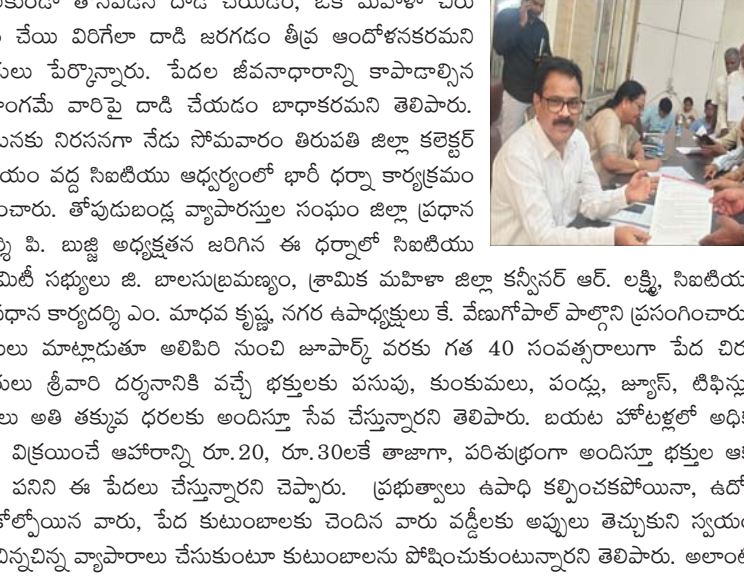 తోసివేడం దాడి చేయడం, ఒక మహిళా చిరు
చేయి విరిగేలా దాడి జరగడం తీవ్ర ఆందోళనకరమని
పేర్కొన్నారు. పేదల జీవనాధారాన్ని కాపాడాల్సిన
వారిపై దాడి చేయడం బాధాకరమని తెలిపారు.
నిరసనగా నేడు సోమవారం తిరుపతి జిల్లా కలెక్టర్
వద్ద సిఐటియు ఆధ్వర్యంలో భారీ ధర్నా కార్యక్రమం
తోపుడుబండ్ల వ్యాపారస్తుల సంఘం జిల్లా ప్రధాన
పి. బుజ్జి అధ్యక్షతన జరిగిన ఈ ధర్నాలో సిఐటియు
సభ్యులు జి. బాలసుబ్రమణ్యం, శ్రామిక మహిళా జిల్లా కన్వీనర్ ఆర్. లక్ష్మి, సిఐటియు
కార్యదర్శి ఎం. మాధవ కృష్ణ, నగర ఉపాధ్యక్షులు కే. వేణుగోపాల్ పాల్గొని ప్రసంగించారు
మాట్లాడుతూ అలిపిరి నుంచి జూపార్క్ వరకు గత 40 సంవత్సరాలుగా పేద చిరు
శ్రీవారి దర్శనానికి వచ్చే భక్తులకు పసుపు, కుంకుమలు, పండ్లు, జ్యూస్, టిఫిన్లు
అతి తక్కువ ధరలకు అందిస్తూ సేవ చేస్తున్నారని తెలిపారు. బయట హోటళ్లలో అధిక
విక్రయించే ఆహారాన్ని రూ.20, రూ.30లకే తాజాగా, పరిశుభ్రంగా అందిస్తూ భక్తుల
పనిని ఈ పేదలు చేస్తున్నారని చెప్పారు. ప్రభుత్వాలు ఉపాధి కల్పించకపోయినా,
కోల్పోయిన వారు, పేద కుటుంబాలకు చెందిన వారు వడ్డీలకు అప్పులు తెచ్చుకుని
చిన్నచిన్న వ్యాపారాలు చేసుకుంటూ కుటుంబాలను పోషించుకుంటున్నారని తెలిపారు.